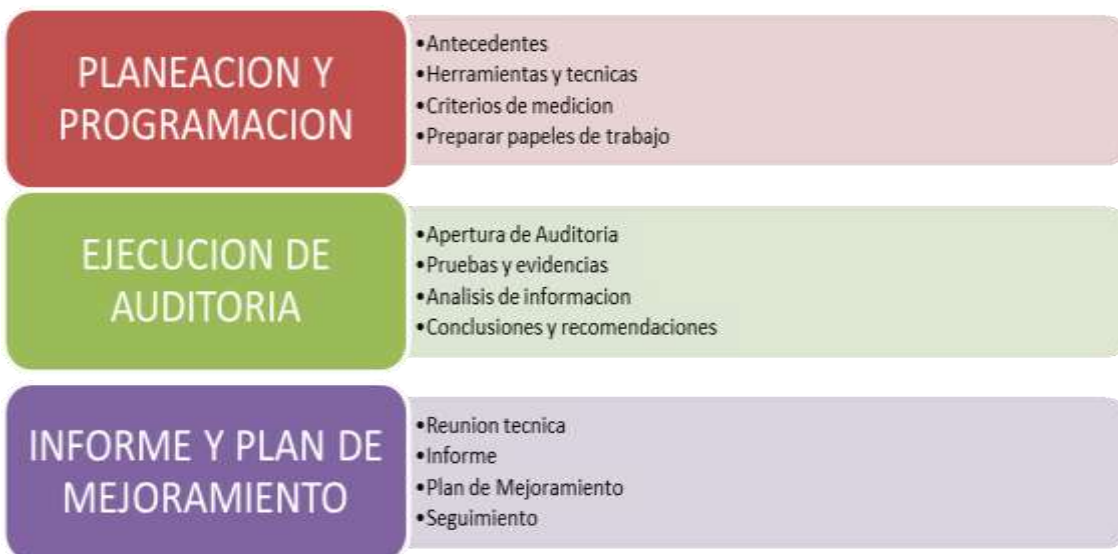 PLANEACION Y
PROGRAMACION
•Antecedentes
•Herramientas y tecnicas
•Criterios de medicion
•Preparar papeles de trabajo
EJECUCION DE
AUDITORIA
•Apertura de Auditoria
•Pruebas y evidencias
•Analisis de informacion
•Conclusiones y recomendaciones
INFORME Y PLAN DE
MEJORAMIENTO
•Reunion tecnica
•Informe
•Plan de Mejoramiento
•Seguimiento